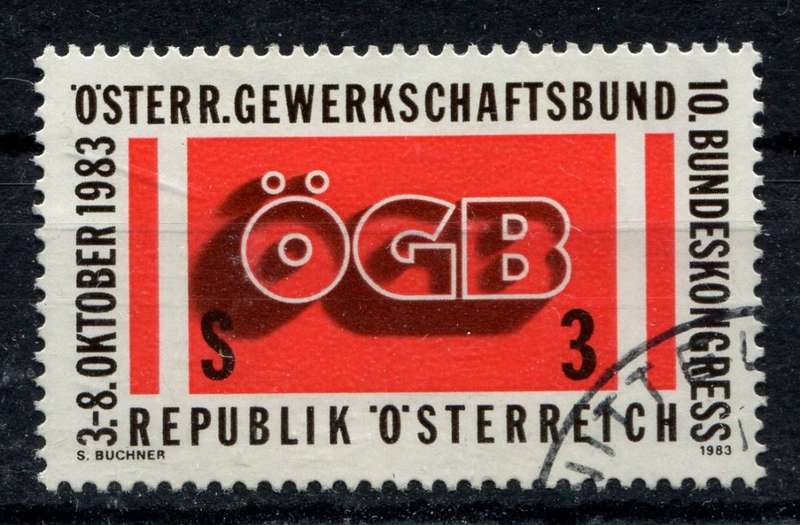 ÖSTERR.GEWERKSCHAFTSBUND
10. BUNDESKONGRESS
3.-8. OKTOBER 1983
ÖGB
S 3
REPUBLIK ÖSTERREICH
S. BUCHNER
1983